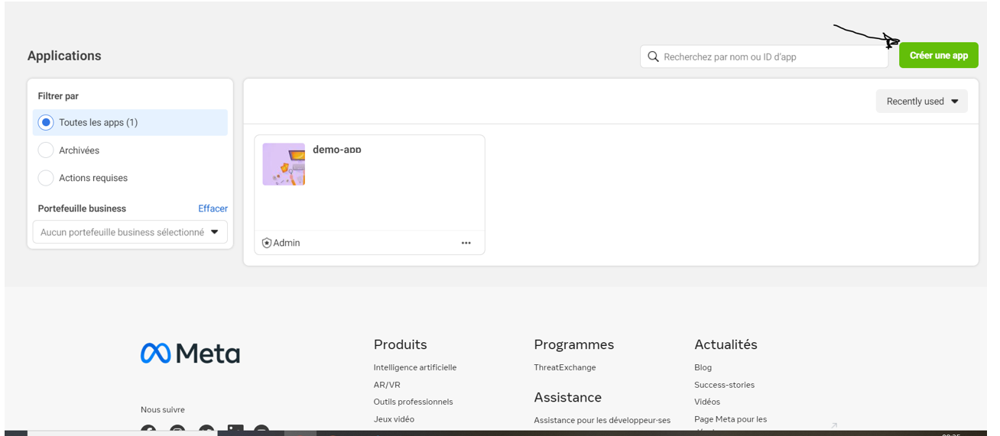 Applications
Recherchez par nom ou ID d'app
Créer une app
Filtrer par
Toutes les apps (1)
Archivées
Actions requises
Portefeuille business
Effacer
Aucun portefeuille business sélectionné
Recently used
demo-app
Admin
Meta
Nous suivre
Produits
Intelligence artificielle
AR/VR
Outils professionnels
Jeux vidéo
Programmes
ThreatExchange
Assistance
Assistance pour les développeur·ses
Actualités
Blog
Success-stories
Vidéos
Page Meta pour les